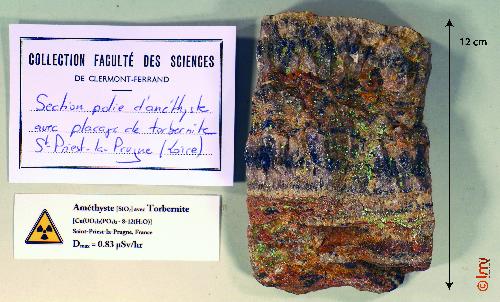 COLLECTION FACULTÉ DES SCIENCES
DE CLERMONT-FERRAND
Section polie d'améthyste
avec placage de torbernite
St Priest-la-Prugne (Loire)
Améthyste [SiO₂] avec Torbernite
[Cu(UO₂)₂(PO₄)₂ · 8-12(H₂O)]
Saint-Priest la Prugne, France
Dmax = 0.83 µSv/hr
12 cm
© lmv